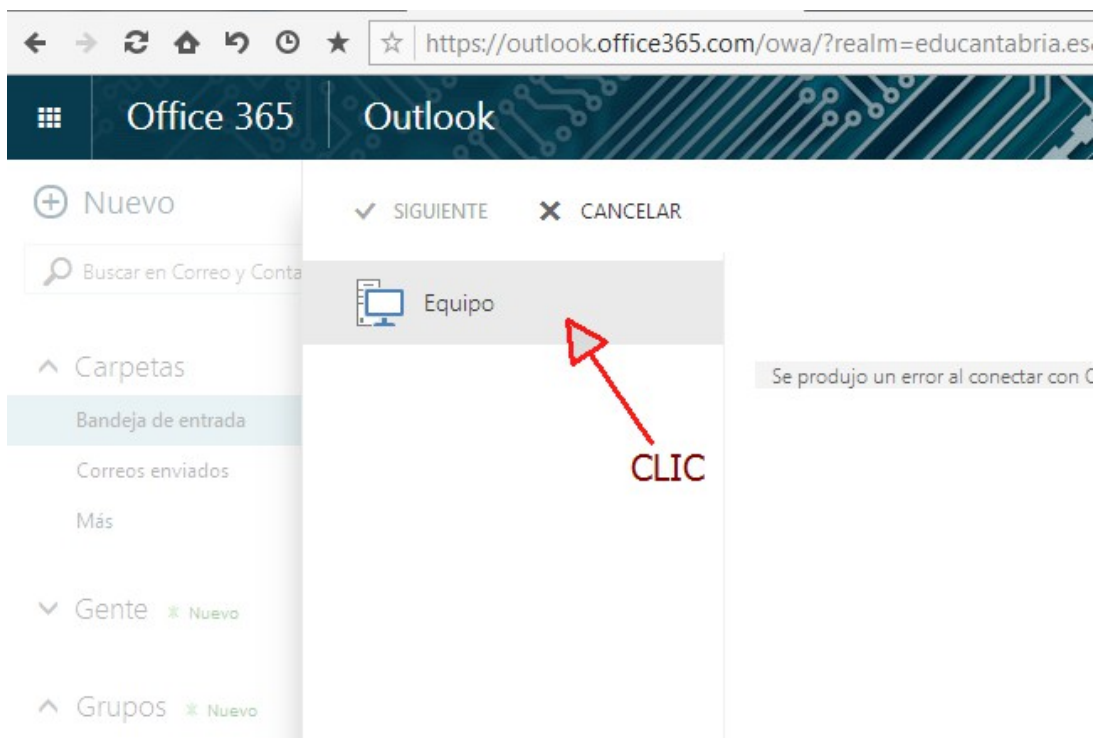 https://outlook.office365.com/owa/?realm=educantabria.es
Office 365 Outlook
Nuevo
SIGUIENTE CANCELAR
Buscar en Correo y Conta
Equipo
Carpetas
Se produjo un error al conectar con
Bandeja de entrada
CLIC
Correos enviados
Más
Gente Nuevo
Grupos Nuevo